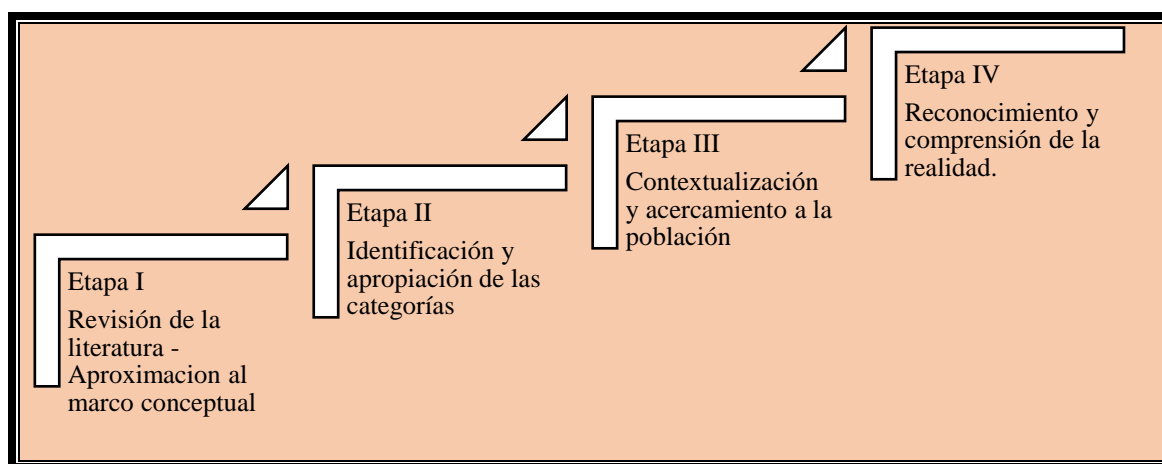 Etapa I
Revisión de la
literatura -
Aproximacion al
marco conceptual
Etapa II
Identificación y
apropiación de las
categorías
Etapa III
Contextualización
y acercamiento a la
población
Etapa IV
Reconocimiento y
comprensión de la
realidad.